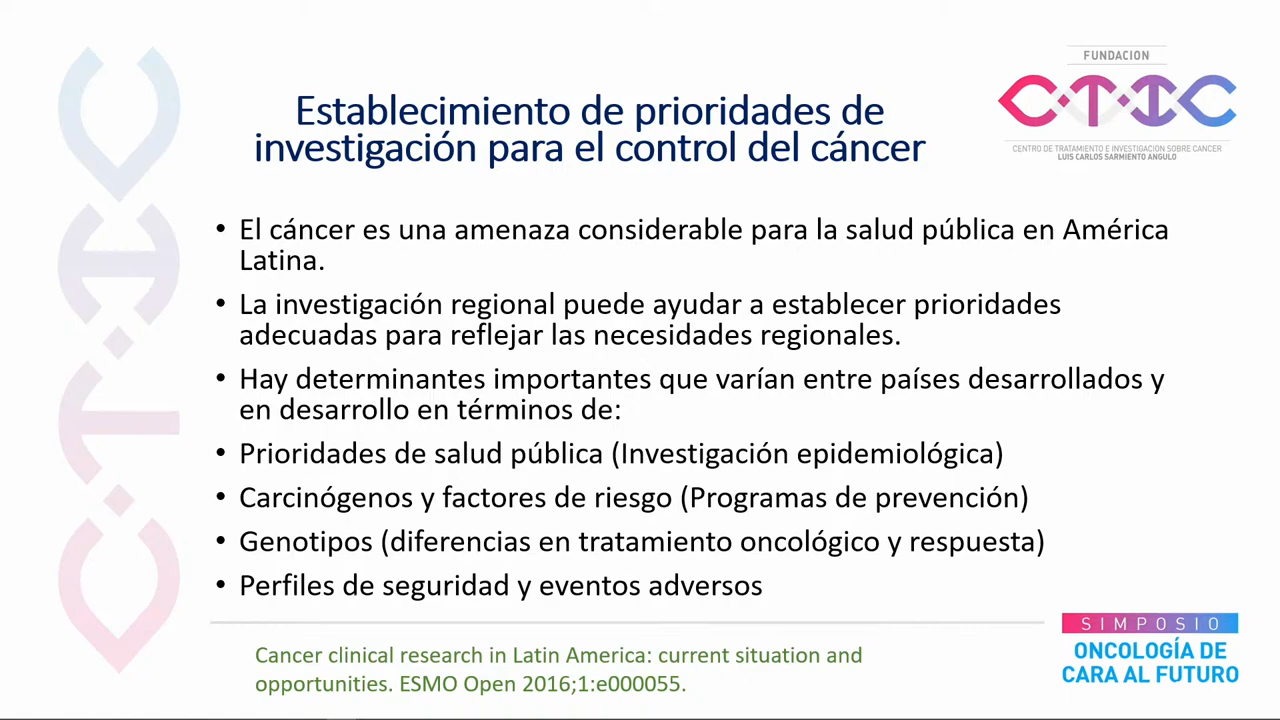 FUNDACION
C·T·I·C
CENTRO DE TRATAMIENTO E INVESTIGACION SOBRE CANCER
LUIS CARLOS SARMIENTO ANGULO
Establecimiento de prioridades de
investigación para el control del cáncer
• El cáncer es una amenaza considerable para la salud pública en América
Latina.
• La investigación regional puede ayudar a establecer prioridades
adecuadas para reflejar las necesidades regionales.
• Hay determinantes importantes que varían entre países desarrollados y
en desarrollo en términos de:
• Prioridades de salud pública (Investigación epidemiológica)
• Carcinógenos y factores de riesgo (Programas de prevención)
• Genotipos (diferencias en tratamiento oncológico y respuesta)
• Perfiles de seguridad y eventos adversos
Cancer clinical research in Latin America: current situation and
opportunities. ESMO Open 2016;1:e000055.
SIMPOSIO
ONCOLOGÍA DE
CARA AL FUTURO
C·T·I·C